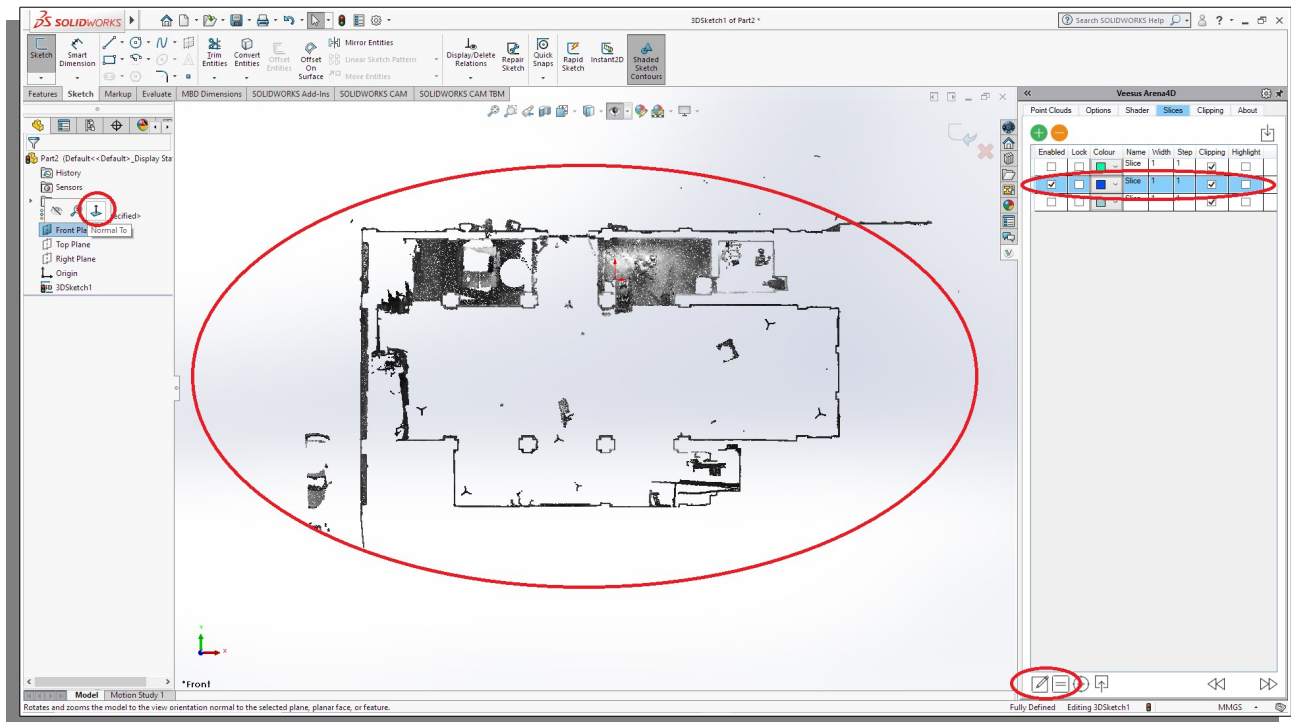 SOLIDWORKS
3DSketch1 of Part2 *
Search SOLIDWORKS Help
Sketch
Smart Dimension
Trim Entities
Convert Entities
Offset Entities
Offset On Surface
Mirror Entities
Linear Sketch Pattern
Move Entities
Display/Delete Relations
Repair Sketch
Quick Snaps
Rapid Sketch
Instant2D
Shaded Sketch Contours
Features Sketch Markup Evaluate MBD Dimensions SOLIDWORKS Add-Ins SOLIDWORKS CAM SOLIDWORKS CAM TBM
Part2 (Default<<Default>_Display Sta
History
Sensors
ecified>
Front Pla
Normal To
Top Plane
Right Plane
Origin
3DSketch1
Y
X
*Front
Model Motion Study 1
Rotates and zooms the model to the view orientation normal to the selected plane, planar face, or feature.
Veesus Arena4D
Point Clouds Options Shader Slices Clipping About
Enabled Lock Colour Name Width Step Clipping Highlight
Slice 1 1
Slice 1 1
Fully Defined Editing 3DSketch1 MMGS